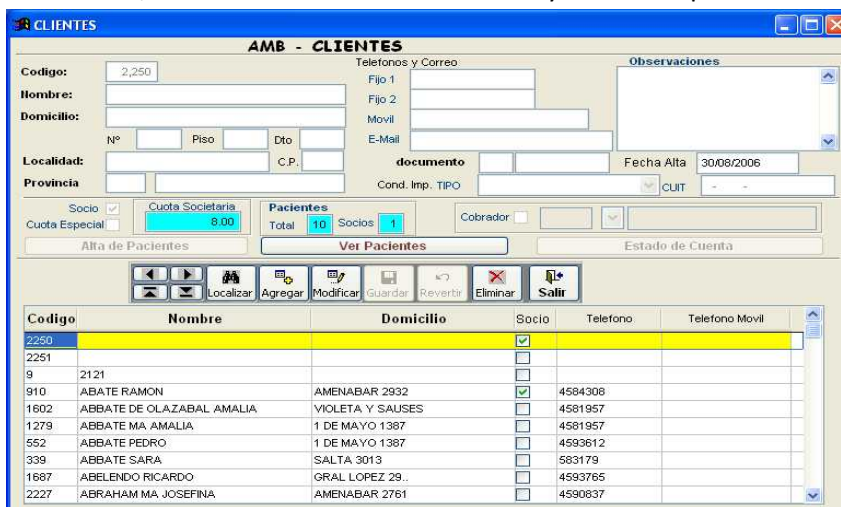 CLIENTES
AMB - CLIENTES
Telefonos y Correo
Observaciones
Codigo: 2,250
Fijo 1
Nombre:
Fijo 2
Domicilio:
Movil
Nº Piso Dto
E-Mail
Localidad: C.P.
documento
Fecha Alta 30/08/2006
Provincia
Cond. Imp. TIPO
CUIT - -
Socio
Cuota Especial
Cuota Societaria
8.00
Pacientes
Total 10 Socios 1
Cobrador
Alta de Pacientes
Ver Pacientes
Estado de Cuenta
Localizar Agregar Modificar Guardar Revertir Eliminar Salir
Codigo Nombre Domicilio Socio Telefono Telefono Movil
2250
2251
9 2121
910 ABATE RAMON AMENABAR 2932 4584308
1602 ABBATE DE OLAZABAL AMALIA VIOLETA Y SAUSES 4581957
1279 ABBATE MA AMALIA 1 DE MAYO 1387 4581957
552 ABBATE PEDRO 1 DE MAYO 1387 4593612
339 ABBATE SARA SALTA 3013 583179
1687 ABELENDO RICARDO GRAL LOPEZ 29.. 4593765
2227 ABRAHAM MA JOSEFINA AMENABAR 2761 4590837